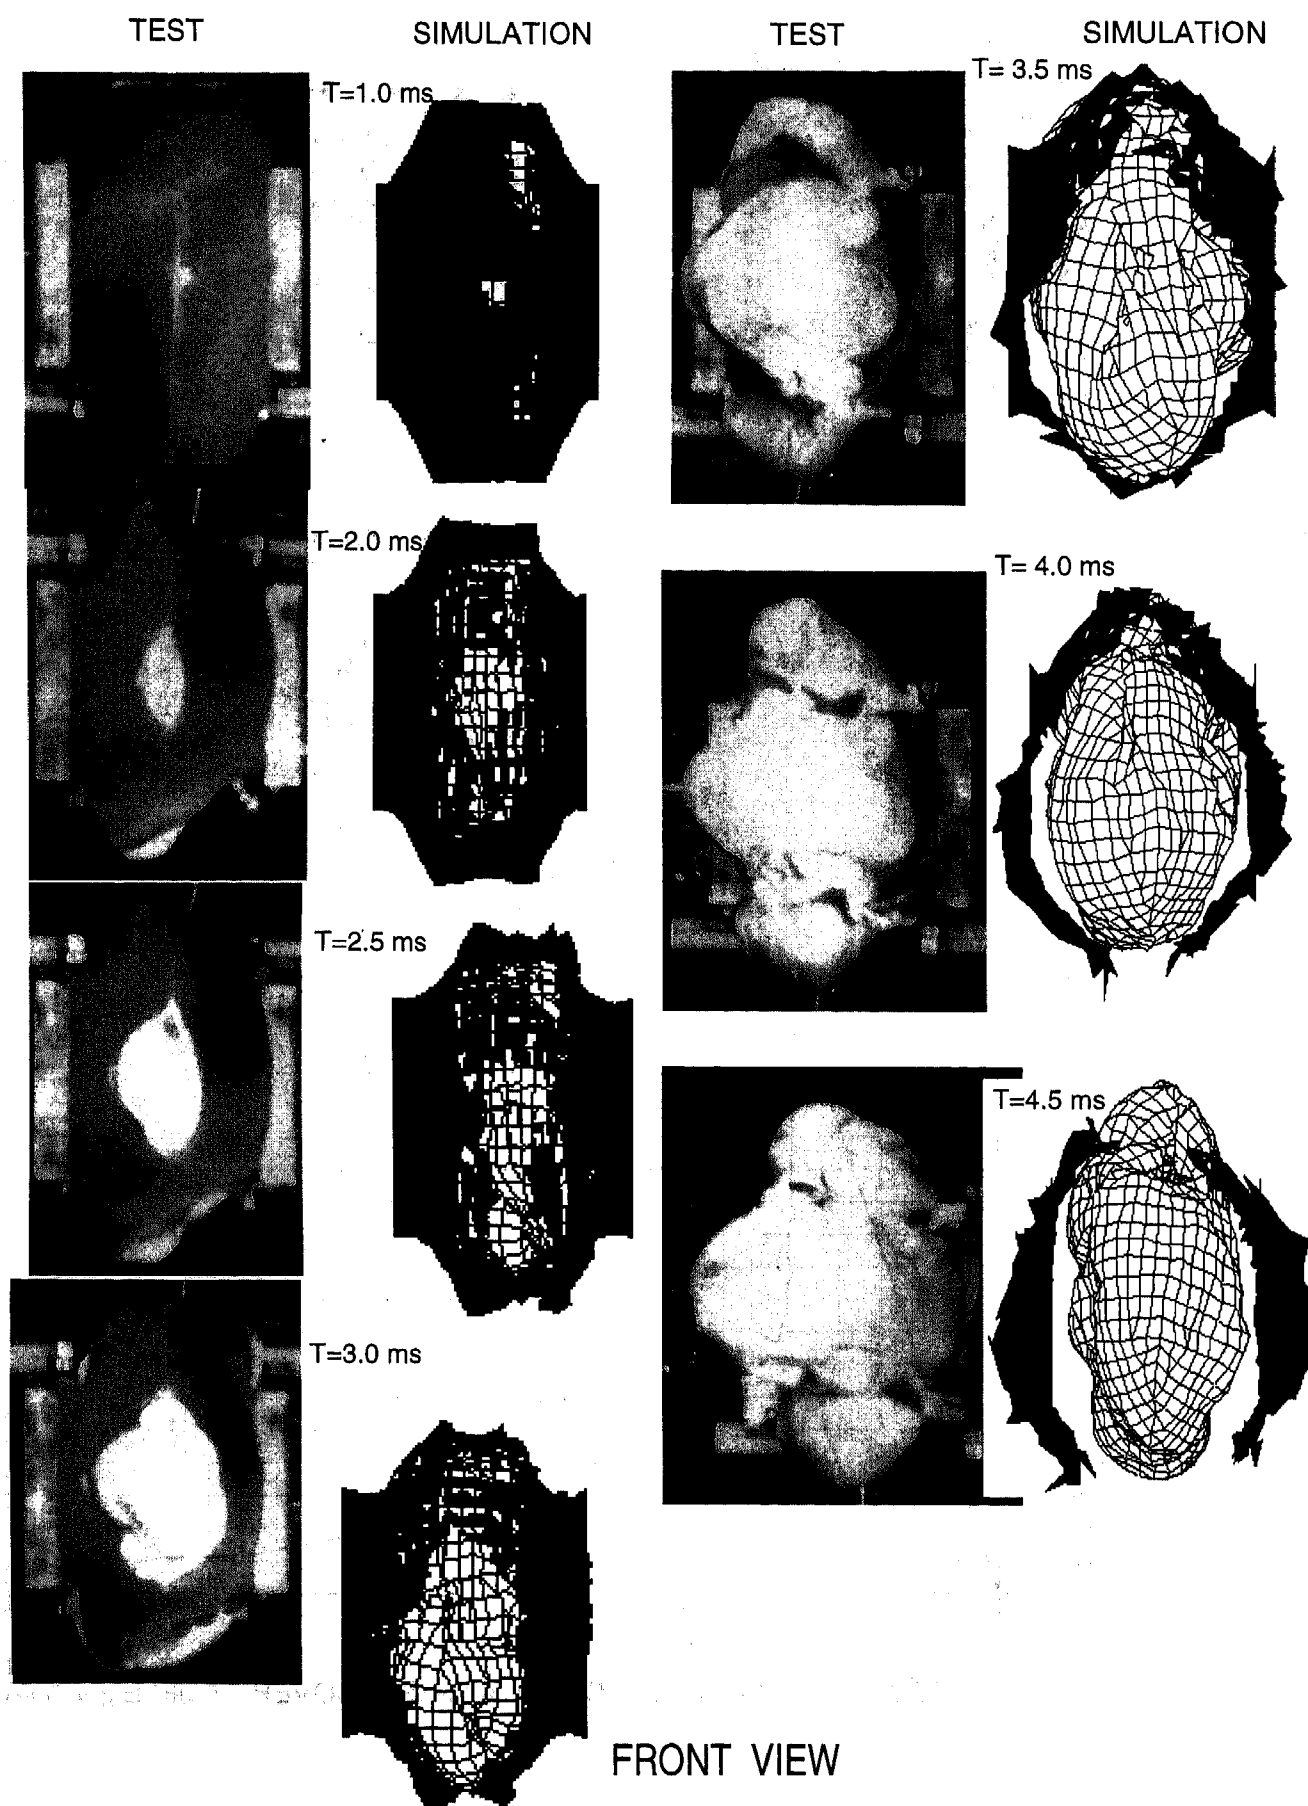 TEST
SIMULATION
TEST
SIMULATION
T=1.0 ms
T=2.0 ms
T=2.5 ms
T=3.0 ms
T= 3.5 ms
T= 4.0 ms
T=4.5 ms
FRONT VIEW